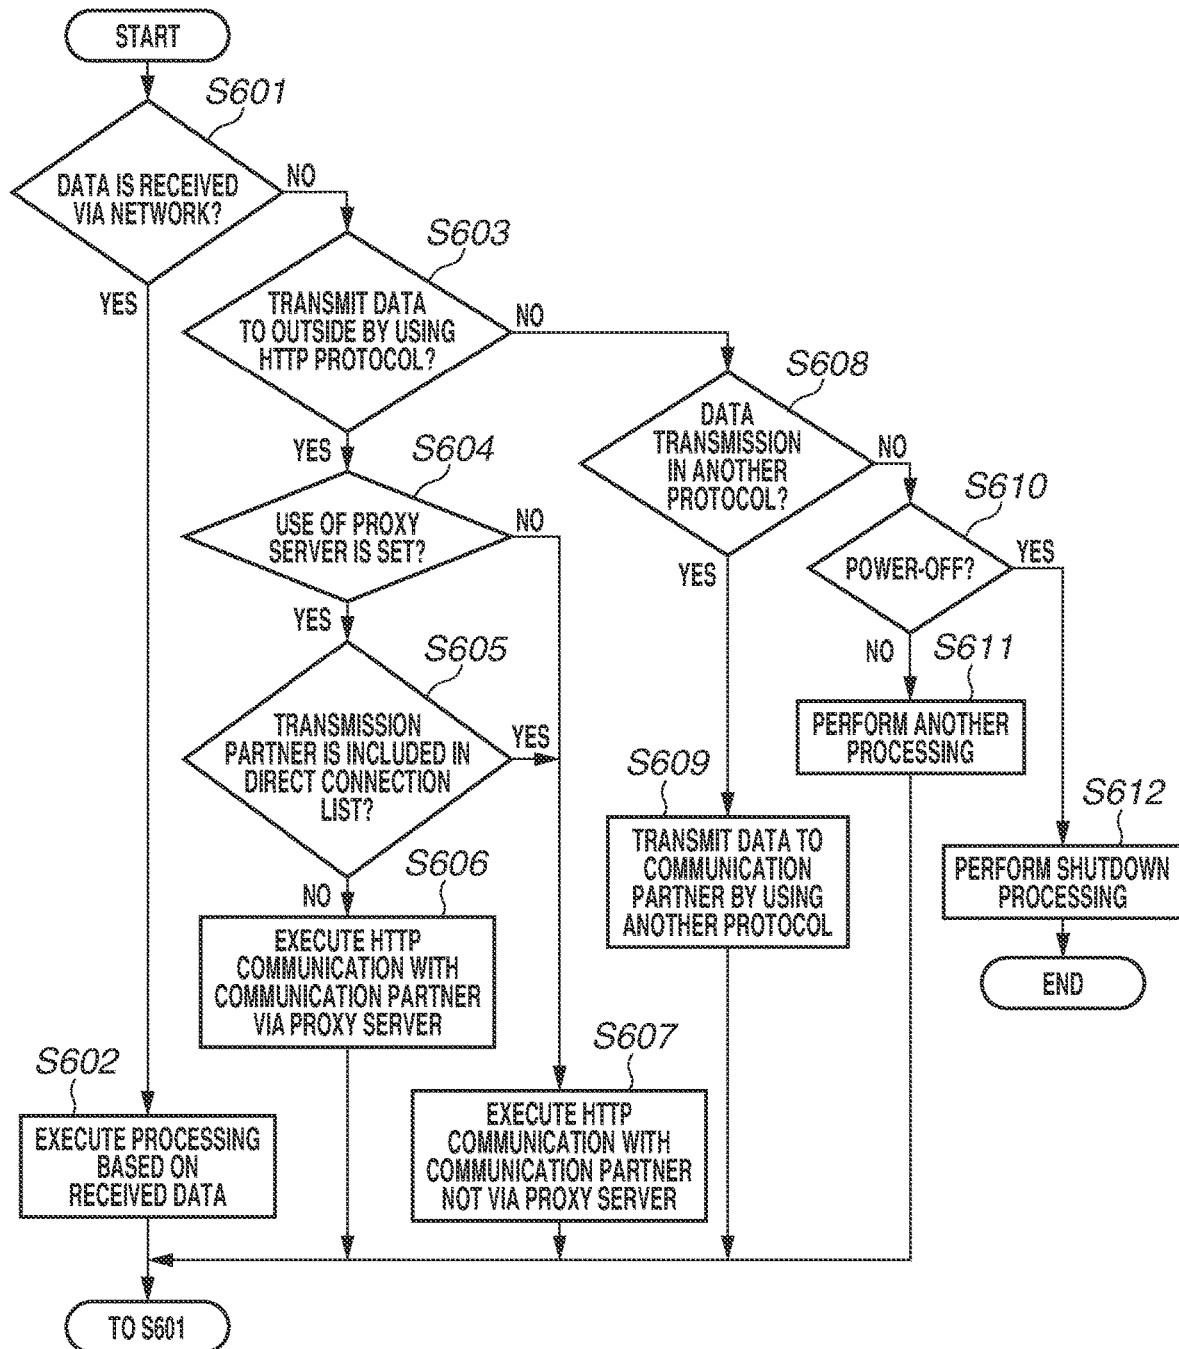 START
S601
DATA IS RECEIVED
VIA NETWORK?
NO
YES
S603
TRANSMIT DATA
TO OUTSIDE BY USING
HTTP PROTOCOL?
NO
YES
S604
USE OF PROXY
SERVER IS SET?
NO
YES
S605
TRANSMISSION
PARTNER IS INCLUDED IN
DIRECT CONNECTION
LIST?
YES
NO
S606
EXECUTE HTTP
COMMUNICATION WITH
COMMUNICATION PARTNER
VIA PROXY SERVER
S608
DATA
TRANSMISSION
IN ANOTHER
PROTOCOL?
NO
YES
S610
POWER-OFF?
YES
NO
S611
PERFORM ANOTHER
PROCESSING
S609
TRANSMIT DATA TO
COMMUNICATION
PARTNER BY USING
ANOTHER PROTOCOL
S612
PERFORM SHUTDOWN
PROCESSING
END
S607
EXECUTE HTTP
COMMUNICATION WITH
COMMUNICATION PARTNER
NOT VIA PROXY SERVER
S602
EXECUTE PROCESSING
BASED ON
RECEIVED DATA
TO S601